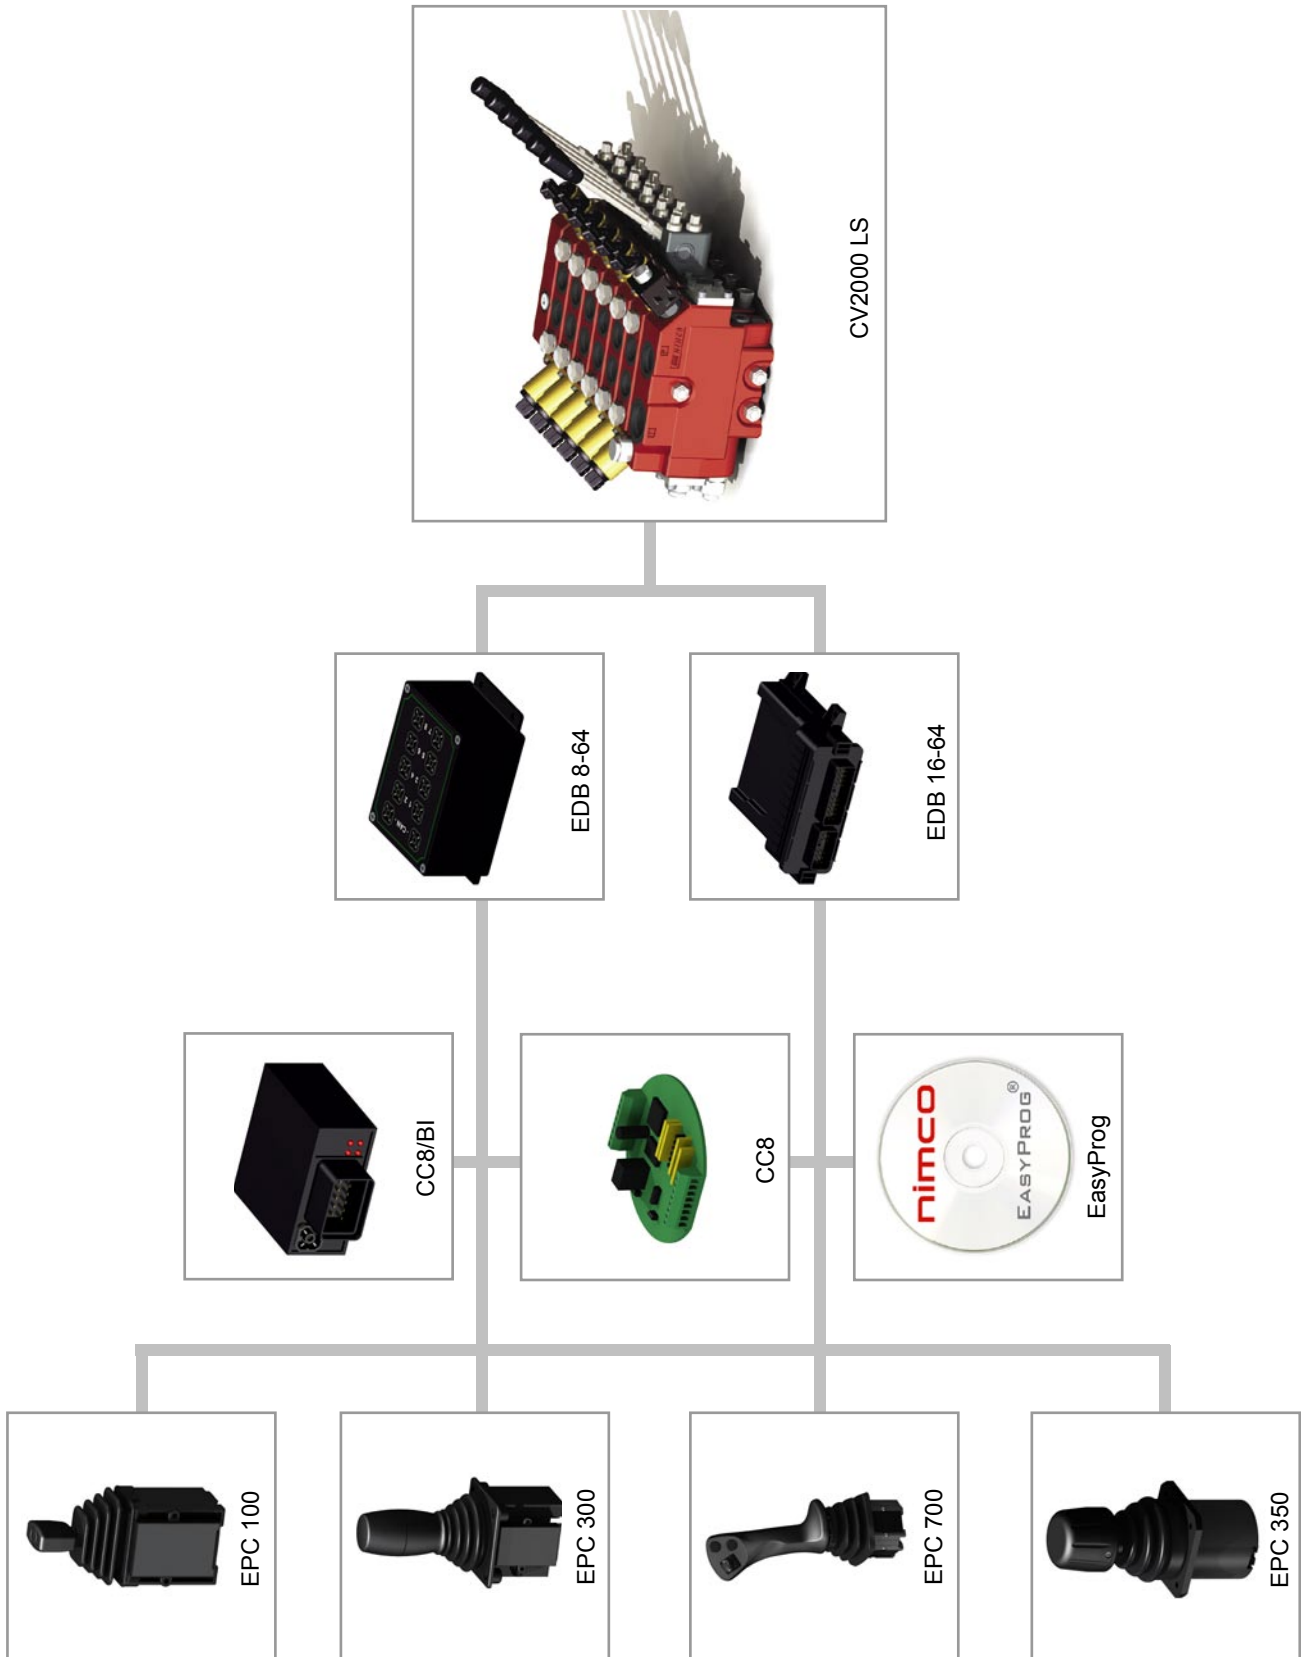 EPC 100
EPC 300
EPC 700
EPC 350
CC8/BI
CC8
nimco
EASYPROG®
EasyProg
EDB 8-64
EDB 16-64
CV2000 LS